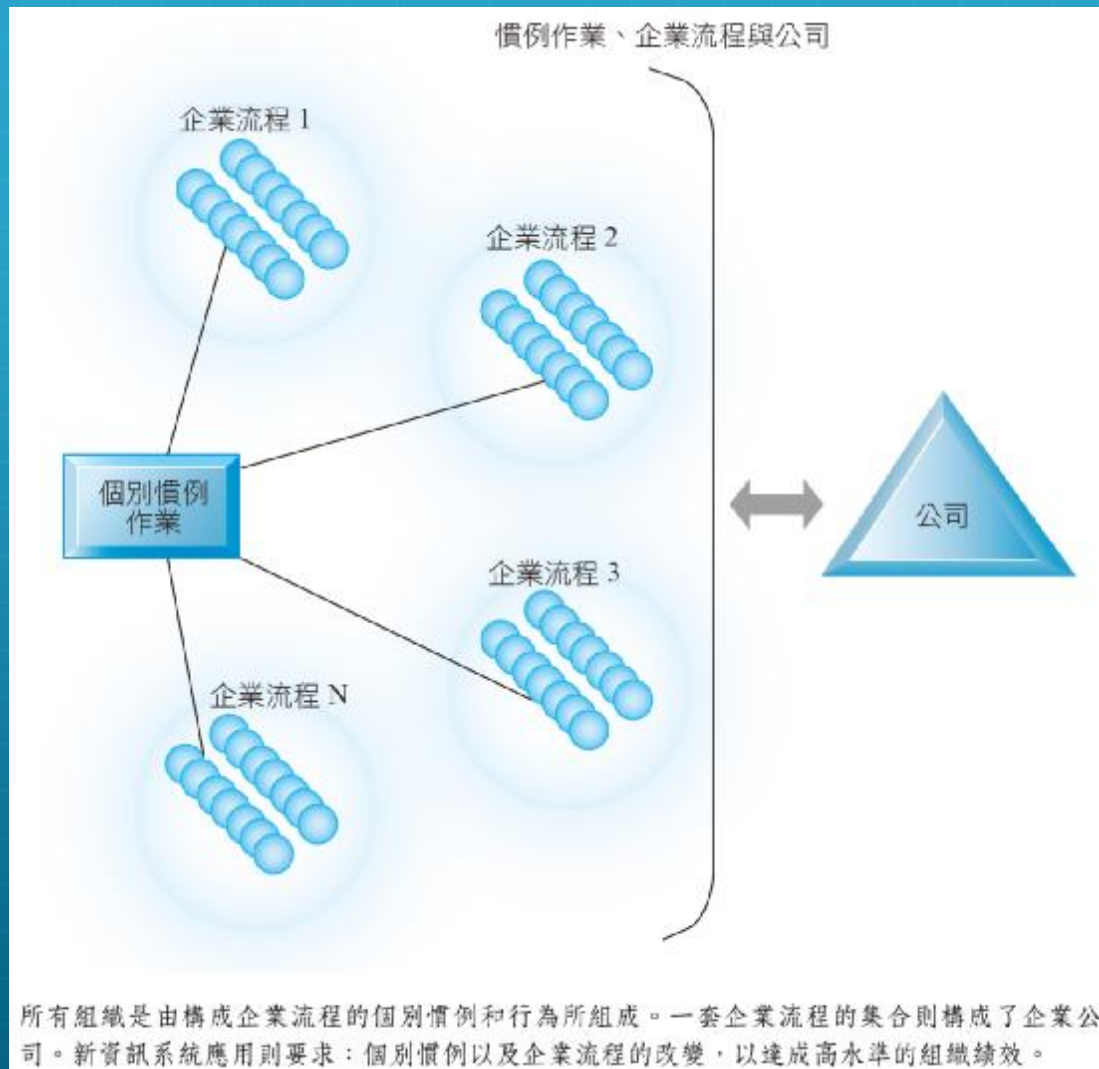 慣例作業、企業流程與公司
企業流程 1
企業流程 2
個別慣例
作業
公司
企業流程 3
企業流程 N
所有組織是由構成企業流程的個別慣例和行為所組成。一套企業流程的集合則構成了企業公
司。新資訊系統應用則要求：個別慣例以及企業流程的改變，以達成高水準的組織績效。